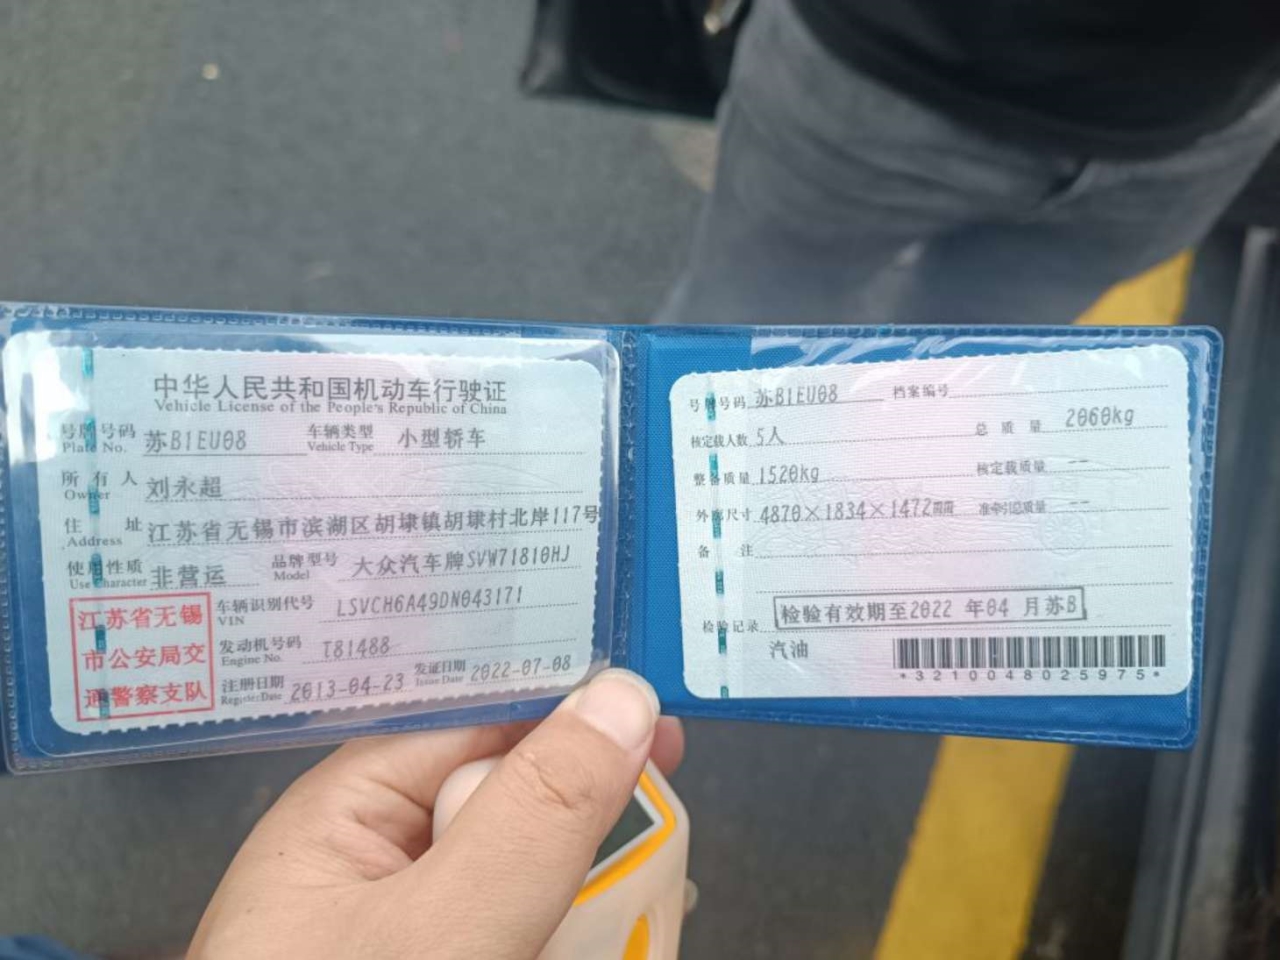 中华人民共和国机动车行驶证
Vehicle License of the People's Republic of China
号牌号码 苏B1EU08 车辆类型 小型轿车
Plate No. Vehicle Type
所有人 刘永超
Owner
住址 江苏省无锡市滨湖区胡埭镇胡埭村北岸117号
Address
使用性质 非营运 品牌型号 大众汽车牌SVW71810HJ
Use Character Model
江苏省无锡
市公安局交
通警察支队
车辆识别代号 LSVCH6A49DN043171
VIN
发动机号码 T81488
Engine No.
注册日期 2013-04-23 发证日期 2022-07-08
Register Date Issue Date
号牌号码 苏B1EU08 档案编号
核定载人数 5人 总质量 2060kg
整备质量 1520kg 核定载质量 --
外廓尺寸 4870×1834×1472 准牵引总质量 --
备注
检验记录 检验有效期至2022 年04 月苏B
汽油
*3210048025975*